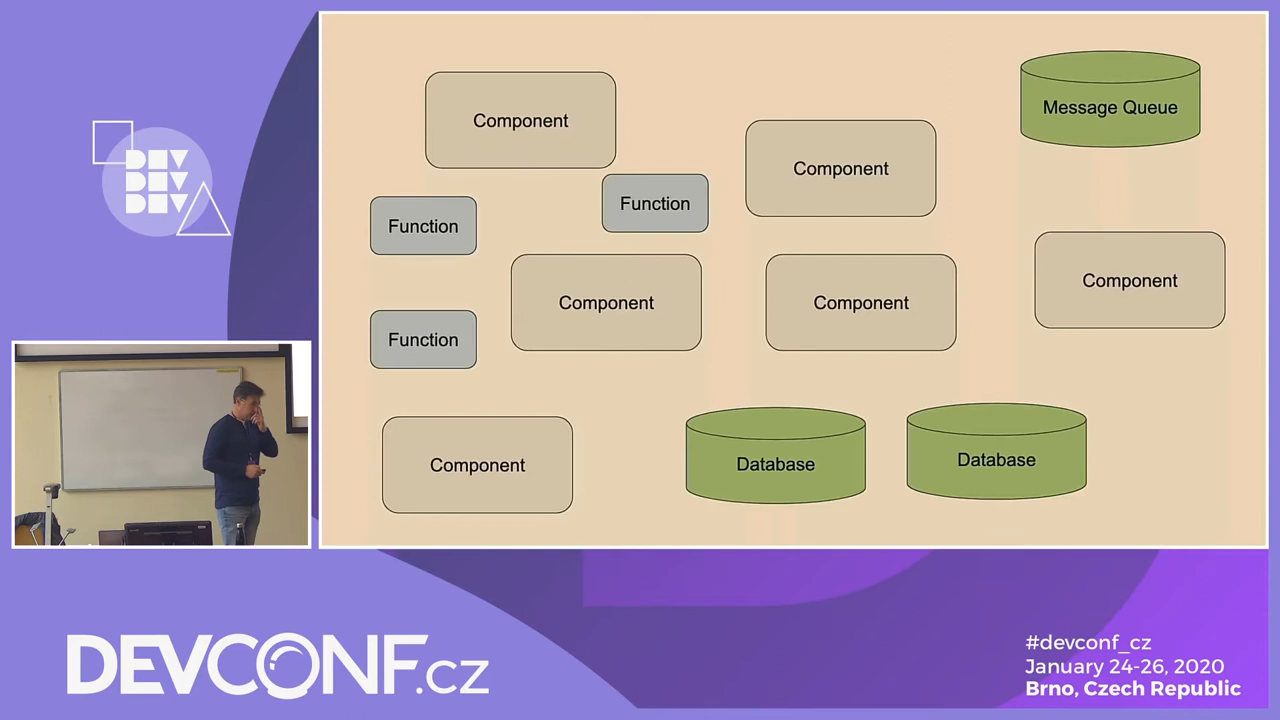 DEV
DEV
DEV
Component
Message Queue
Component
Function
Function
Component
Component
Component
Function
Component
Database
Database
DEVCONF.cz
#devconf_cz
January 24-26, 2020
Brno, Czech Republic